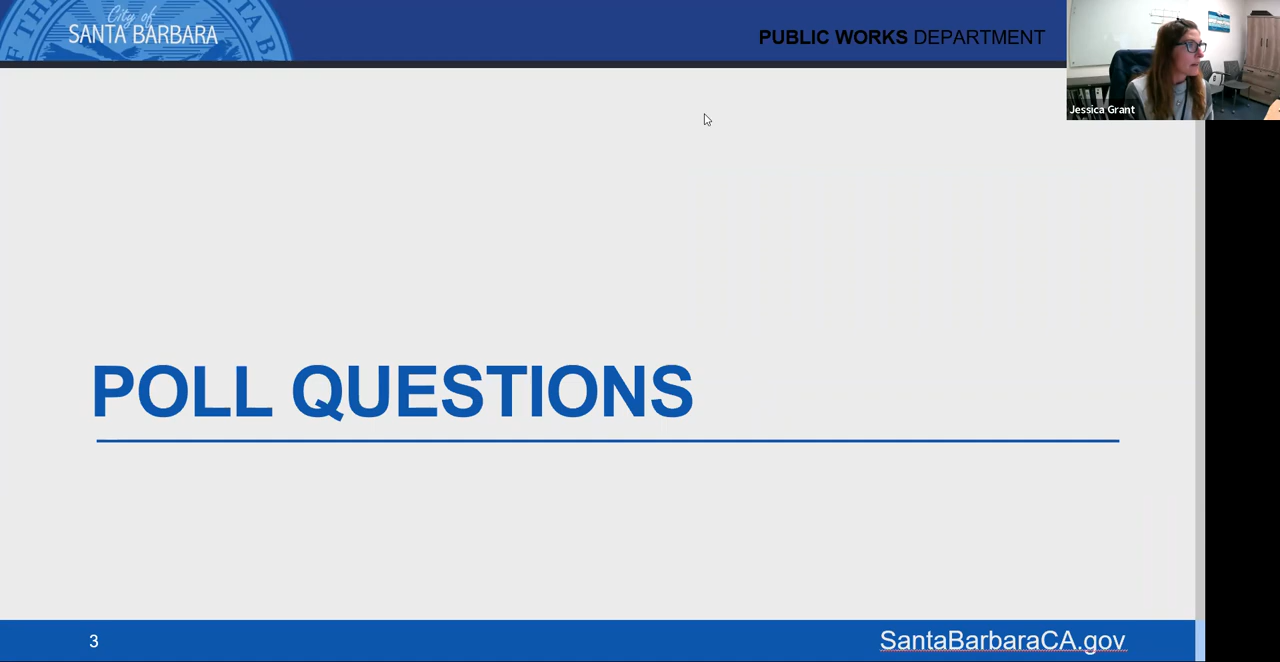 City of
SANTA BARBARA
PUBLIC WORKS DEPARTMENT
Jessica Grant
POLL QUESTIONS
3
SantaBarbaraCA.gov